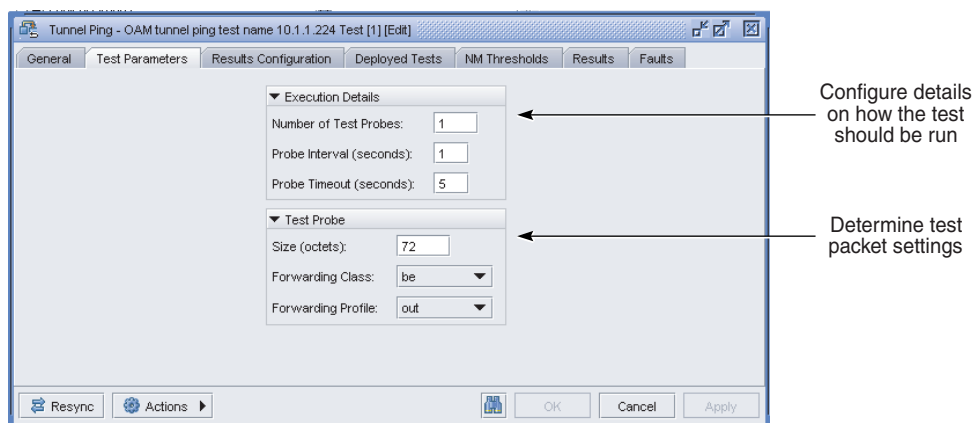 Tunnel Ping - OAM tunnel ping test name 10.1.1.224 Test [1] [Edit]
General Test Parameters Results Configuration Deployed Tests NM Thresholds Results Faults
Execution Details
Number of Test Probes: 1
Probe Interval (seconds): 1
Probe Timeout (seconds): 5
Configure details
on how the test
should be run
Test Probe
Size (octets): 72
Forwarding Class: be
Forwarding Profile: out
Determine test
packet settings
Resync Actions OK Cancel Apply